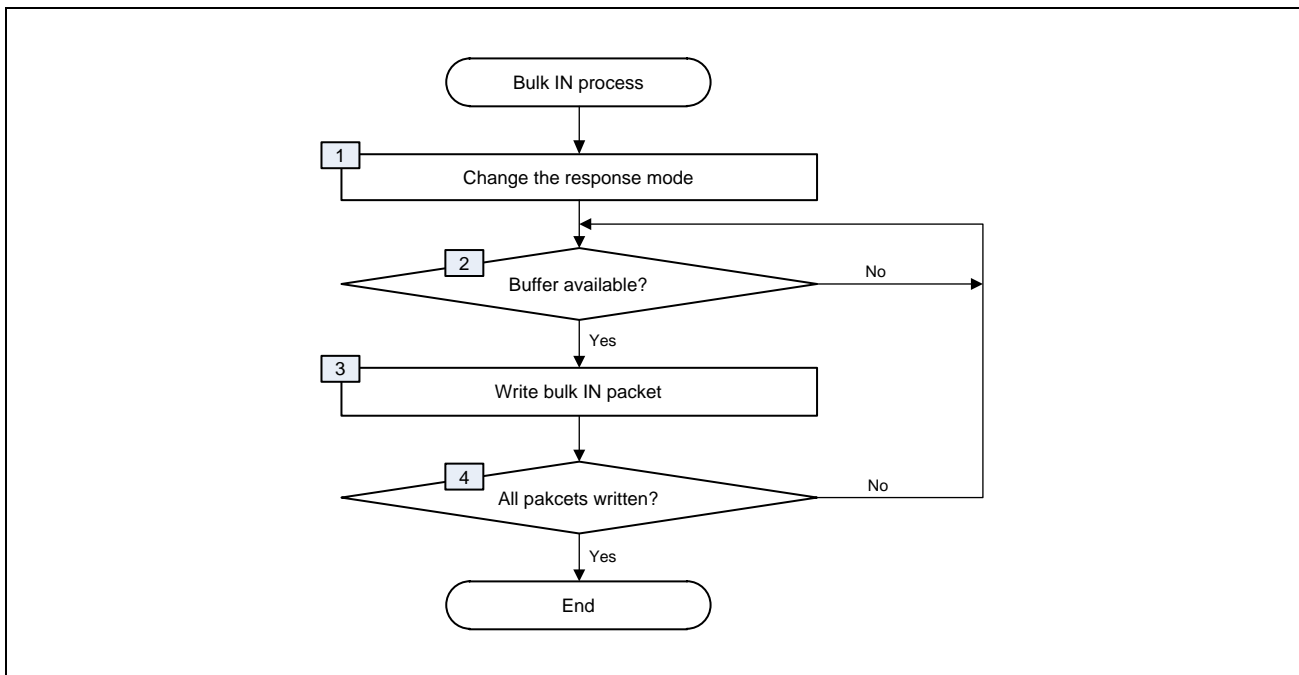 Bulk IN process
1
Change the response mode
2
Buffer available?
No
Yes
3
Write bulk IN packet
4
All pakcets written?
No
Yes
End